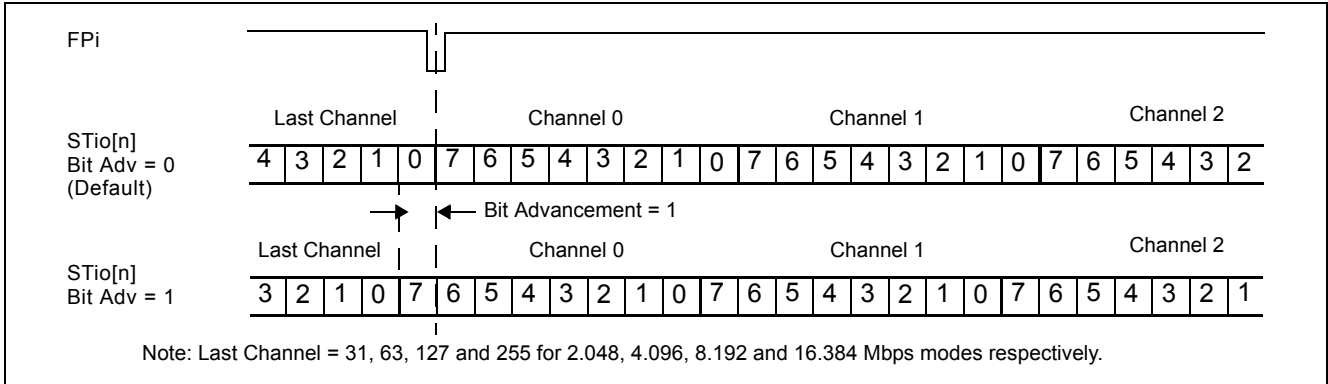 FPi
Last Channel Channel 0 Channel 1 Channel 2
STio[n]
Bit Adv = 0
(Default)
4 3 2 1 0 7 6 5 4 3 2 1 0 7 6 5 4 3 2 1 0 7 6 5 4 3 2
Bit Advancement = 1
Last Channel Channel 0 Channel 1 Channel 2
STio[n]
Bit Adv = 1
3 2 1 0 7 6 5 4 3 2 1 0 7 6 5 4 3 2 1 0 7 6 5 4 3 2 1
Note: Last Channel = 31, 63, 127 and 255 for 2.048, 4.096, 8.192 and 16.384 Mbps modes respectively.